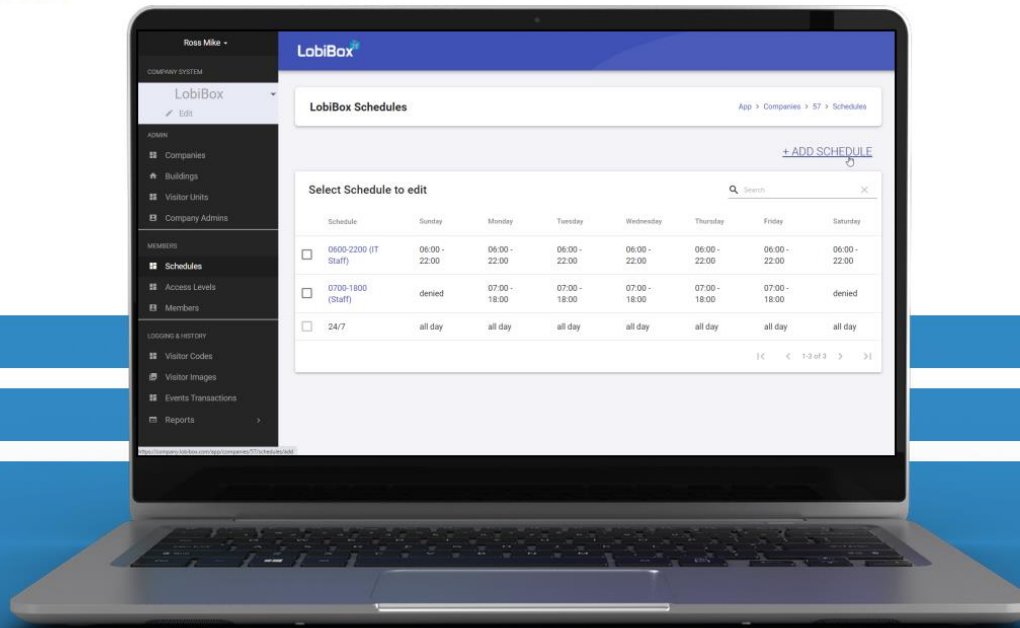 Ross Mike
COMPANY SYSTEM
LobiBox
Edit
ADMIN
Companies
Buildings
Visitor Units
Company Admins
MEMBERS
Schedules
Access Levels
Members
LOGGING & HISTORY
Visitor Codes
Visitor Images
Events Transactions
Reports >
https://company.lobibox.com/app/companies/57/schedules/add
LobiBox
LobiBox Schedules
App > Companies > 57 > Schedules
+ ADD SCHEDULE
Select Schedule to edit
Search
Schedule Sunday Monday Tuesday Wednesday Thursday Friday Saturday
0600-2200 (IT 06:00 - 06:00 - 06:00 - 06:00 - 06:00 - 06:00 - 06:00 -
Staff) 22:00 22:00 22:00 22:00 22:00 22:00 22:00
0700-1800 denied 07:00 - 07:00 - 07:00 - 07:00 - 07:00 - denied
(Staff) 18:00 18:00 18:00 18:00 18:00
24/7 all day all day all day all day all day all day all day
1-3 of 3